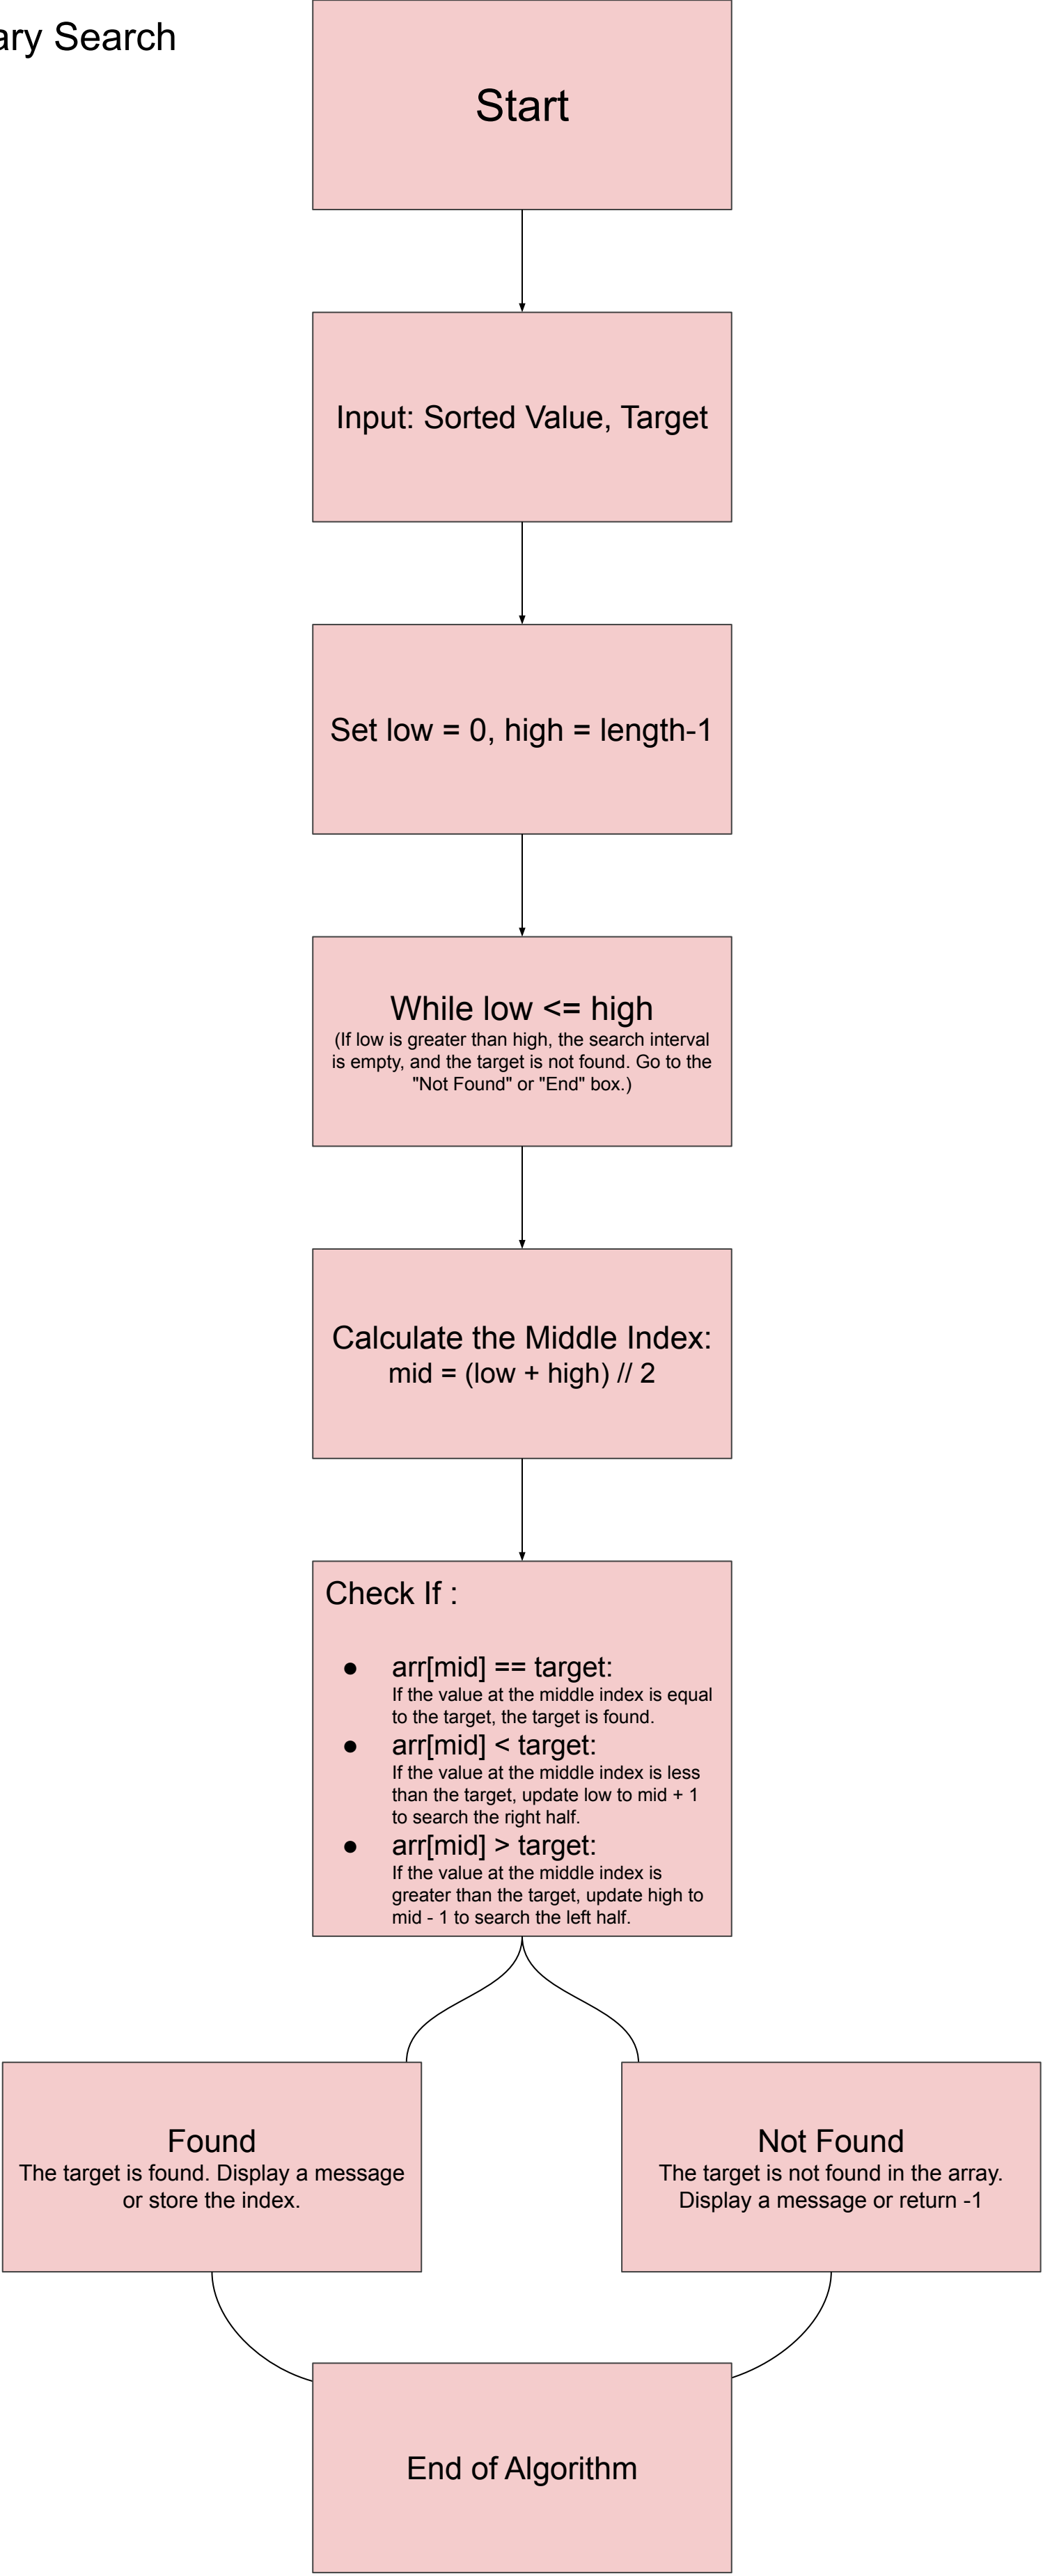 ary Search
Start
Input: Sorted Value, Target
Set low = 0, high = length-1
While low <= high
(If low is greater than high, the search interval
is empty, and the target is not found. Go to the
"Not Found" or "End" box.)
Calculate the Middle Index:
mid = (low + high) // 2
Check If :
● arr[mid] == target:
If the value at the middle index is equal
to the target, the target is found.
● arr[mid] < target:
If the value at the middle index is less
than the target, update low to mid + 1
to search the right half.
● arr[mid] > target:
If the value at the middle index is
greater than the target, update high to
mid - 1 to search the left half.
Found
The target is found. Display a message
or store the index.
Not Found
The target is not found in the array.
Display a message or return -1
End of Algorithm